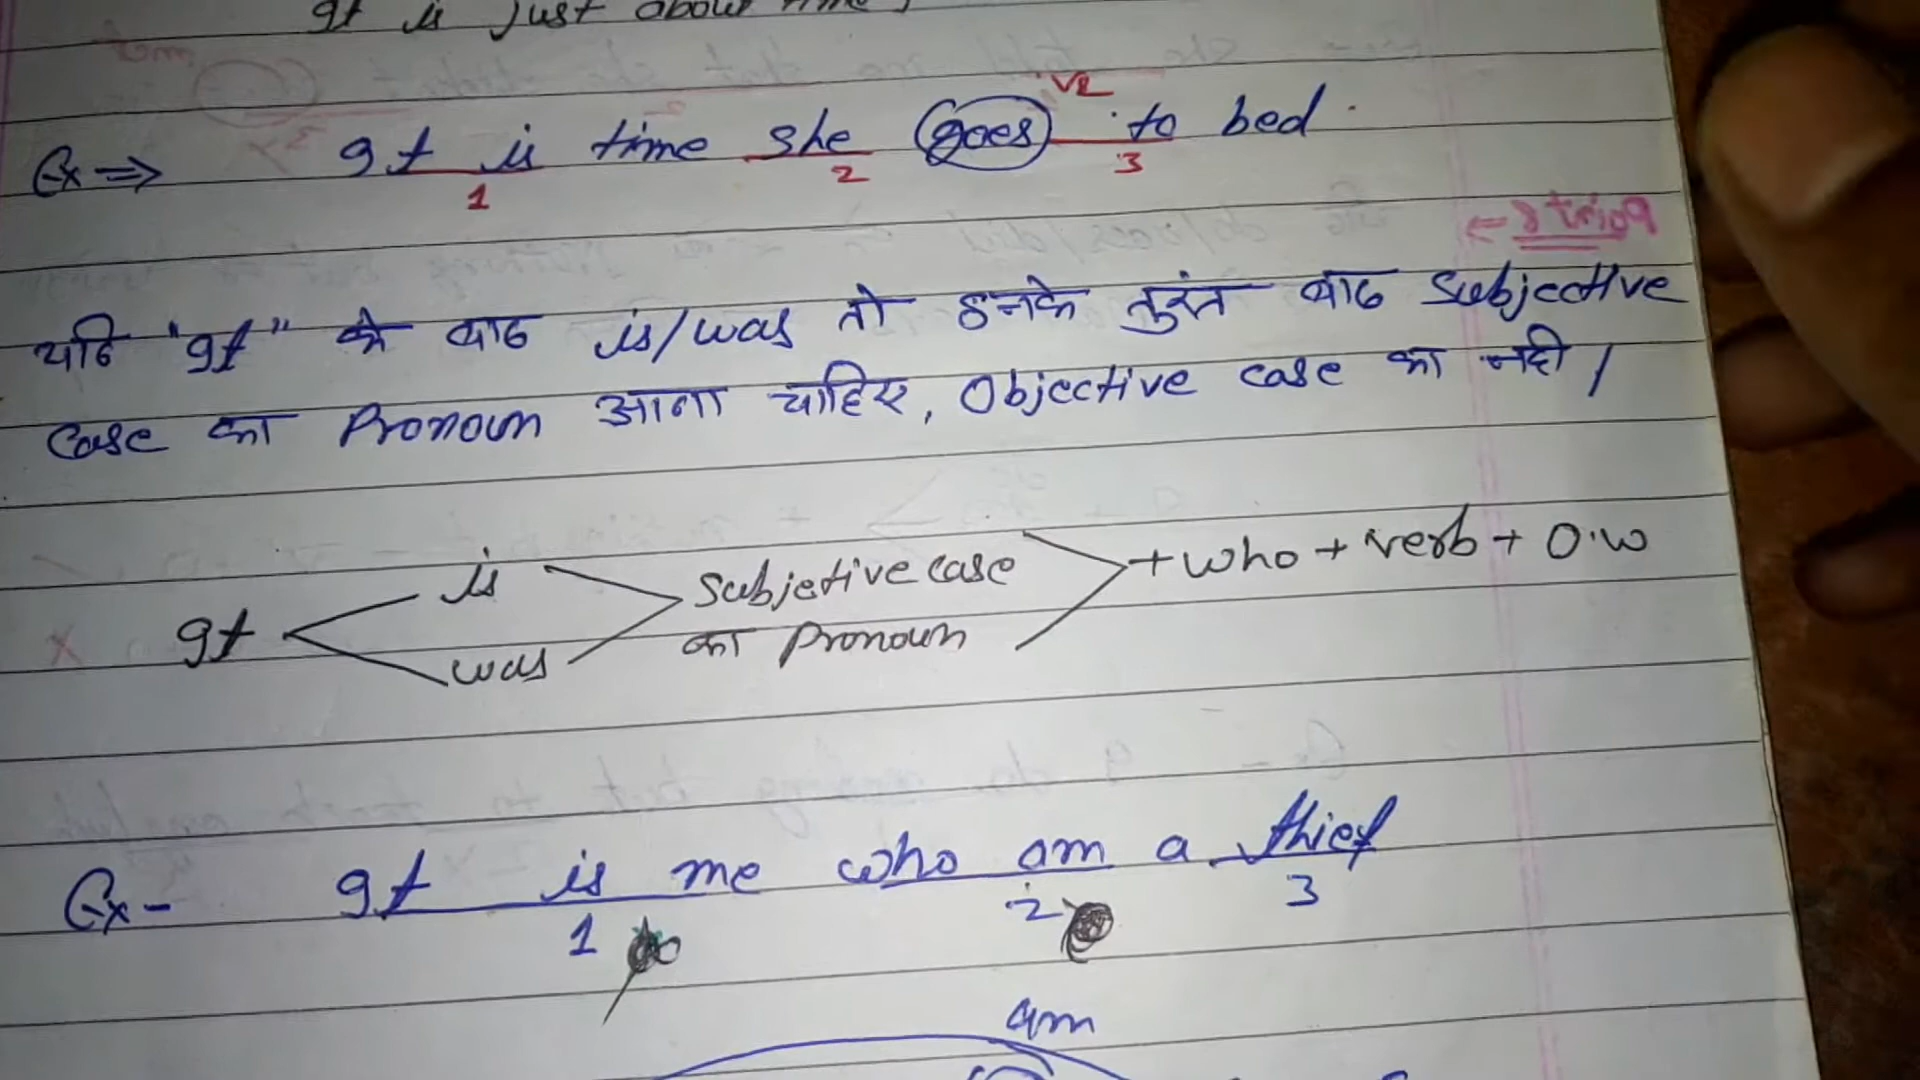 It is just about time
V2
Ex ⇒ It is time she goes to bed.
1 2 3
यदि "It" के बाद is/was तो इनके तुरंत बाद Subjective
Case का Pronoun आना चाहिए, Objective case का नही।
It is Subjetive case + who + verb + O.w
was का Pronoun
Ex - It is me who am a thief
1 2 3
am